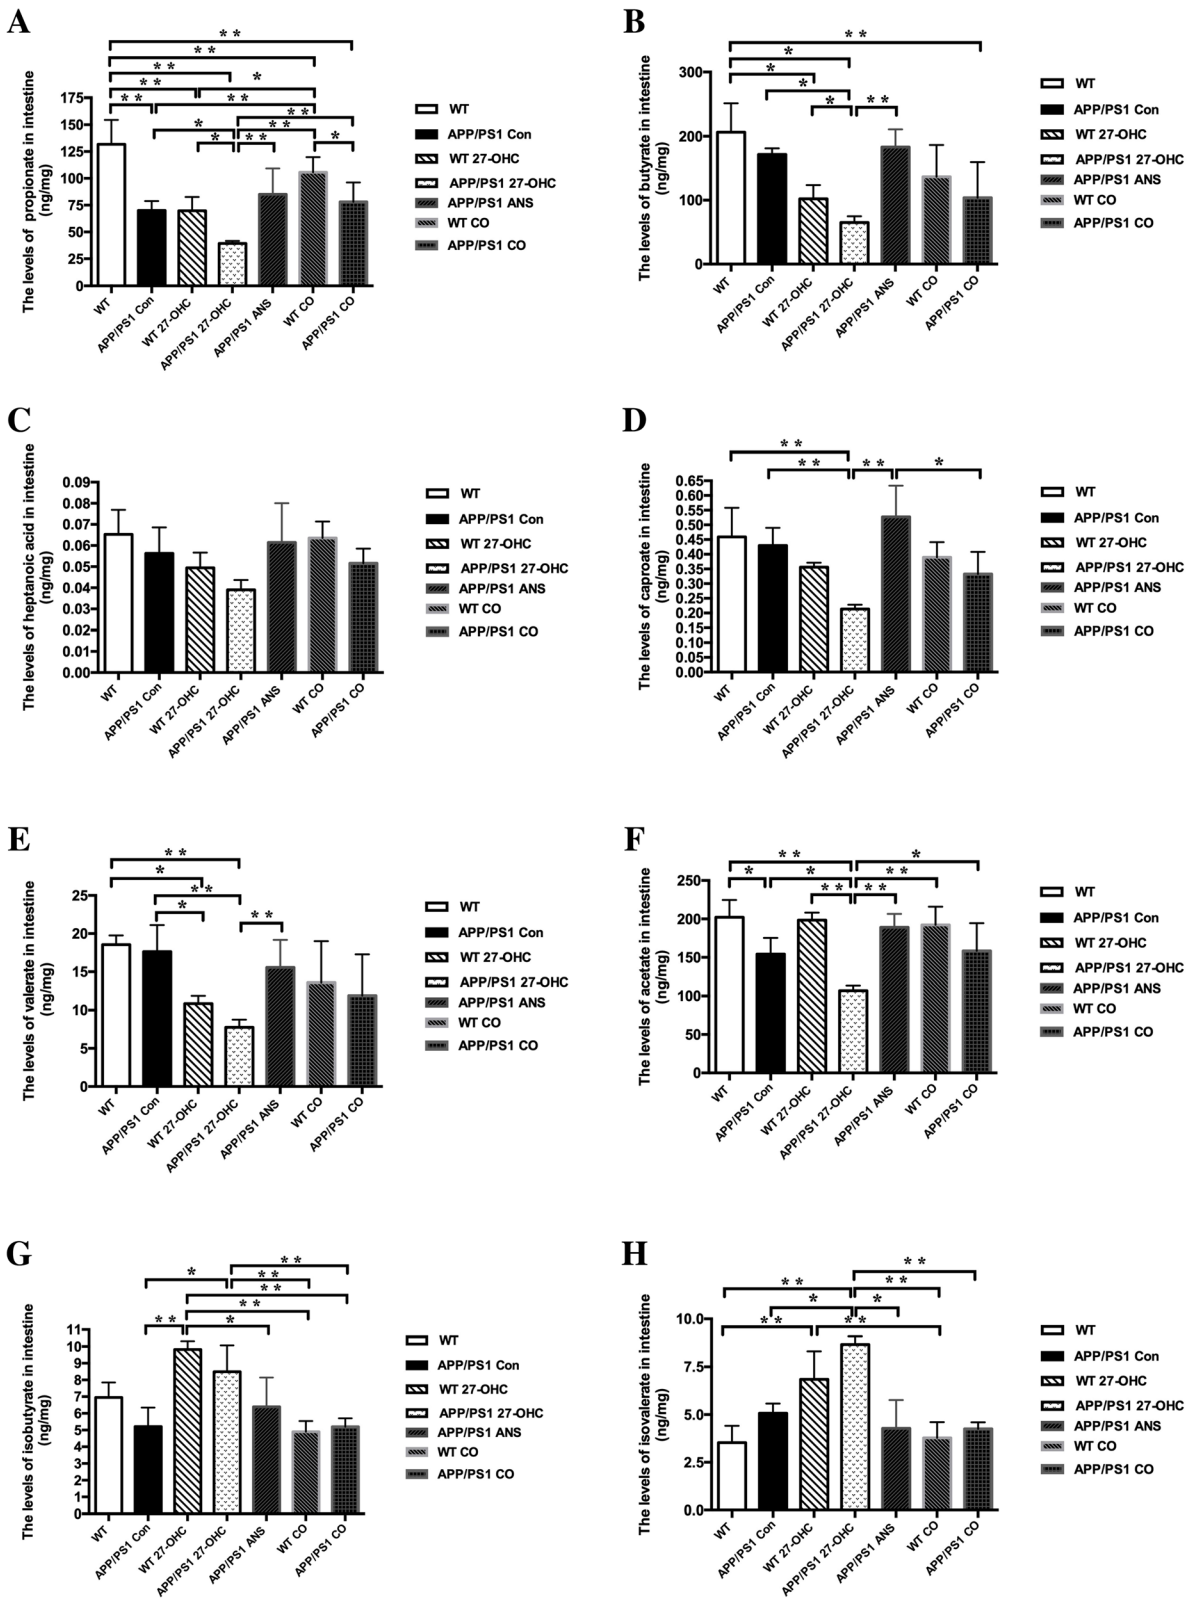 A
The levels of propionate in intestine
(ng/mg)
* *
* *
* *
* *
*
* *
* *
* *
*
* *
*
* *
*
175
150
125
100
75
50
25
0
WT
APP/PS1 Con
WT 27-OHC
APP/PS1 27-OHC
APP/PS1 ANS
WT CO
APP/PS1 CO
WT
APP/PS1 Con
WT 27-OHC
APP/PS1 27-OHC
APP/PS1 ANS
WT CO
APP/PS1 CO
B
The levels of butyrate in intestine
(ng/mg)
* *
*
*
*
*
* *
300
200
100
0
WT
APP/PS1 Con
WT 27-OHC
APP/PS1 27-OHC
APP/PS1 ANS
WT CO
APP/PS1 CO
WT
APP/PS1 Con
WT 27-OHC
APP/PS1 27-OHC
APP/PS1 ANS
WT CO
APP/PS1 CO
C
The levels of heptanoic acid in intestine
(ng/mg)
0.09
0.08
0.07
0.06
0.05
0.04
0.03
0.02
0.01
0.00
WT
APP/PS1 Con
WT 27-OHC
APP/PS1 27-OHC
APP/PS1 ANS
WT CO
APP/PS1 CO
WT
APP/PS1 Con
WT 27-OHC
APP/PS1 27-OHC
APP/PS1 ANS
WT CO
APP/PS1 CO
D
The levels of caproate in intestine
(ng/mg)
* *
* *
* *
*
0.65
0.60
0.55
0.50
0.45
0.40
0.35
0.30
0.25
0.20
0.15
0.10
0.05
0.00
WT
APP/PS1 Con
WT 27-OHC
APP/PS1 27-OHC
APP/PS1 ANS
WT CO
APP/PS1 CO
WT
APP/PS1 Con
WT 27-OHC
APP/PS1 27-OHC
APP/PS1 ANS
WT CO
APP/PS1 CO
E
The levels of valerate in intestine
(ng/mg)
* *
*
* *
*
* *
25
20
15
10
5
0
WT
APP/PS1 Con
WT 27-OHC
APP/PS1 27-OHC
APP/PS1 ANS
WT CO
APP/PS1 CO
WT
APP/PS1 Con
WT 27-OHC
APP/PS1 27-OHC
APP/PS1 ANS
WT CO
APP/PS1 CO
F
The levels of acetate in intestine
(ng/mg)
* *
*
*
*
* *
* *
* *
250
200
150
100
50
0
WT
APP/PS1 Con
WT 27-OHC
APP/PS1 27-OHC
APP/PS1 ANS
WT CO
APP/PS1 CO
WT
APP/PS1 Con
WT 27-OHC
APP/PS1 27-OHC
APP/PS1 ANS
WT CO
APP/PS1 CO
G
The levels of isobutyrate in intestine
(ng/mg)
* *
*
* *
* *
* *
* *
*
11
10
9
8
7
6
5
4
3
2
1
0
WT
APP/PS1 Con
WT 27-OHC
APP/PS1 27-OHC
APP/PS1 ANS
WT CO
APP/PS1 CO
WT
APP/PS1 Con
WT 27-OHC
APP/PS1 27-OHC
APP/PS1 ANS
WT CO
APP/PS1 CO
H
The levels of isovalerate in intestine
(ng/mg)
* *
* *
* *
*
*
* *
* *
10.0
7.5
5.0
2.5
0.0
WT
APP/PS1 Con
WT 27-OHC
APP/PS1 27-OHC
APP/PS1 ANS
WT CO
APP/PS1 CO
WT
APP/PS1 Con
WT 27-OHC
APP/PS1 27-OHC
APP/PS1 ANS
WT CO
APP/PS1 CO